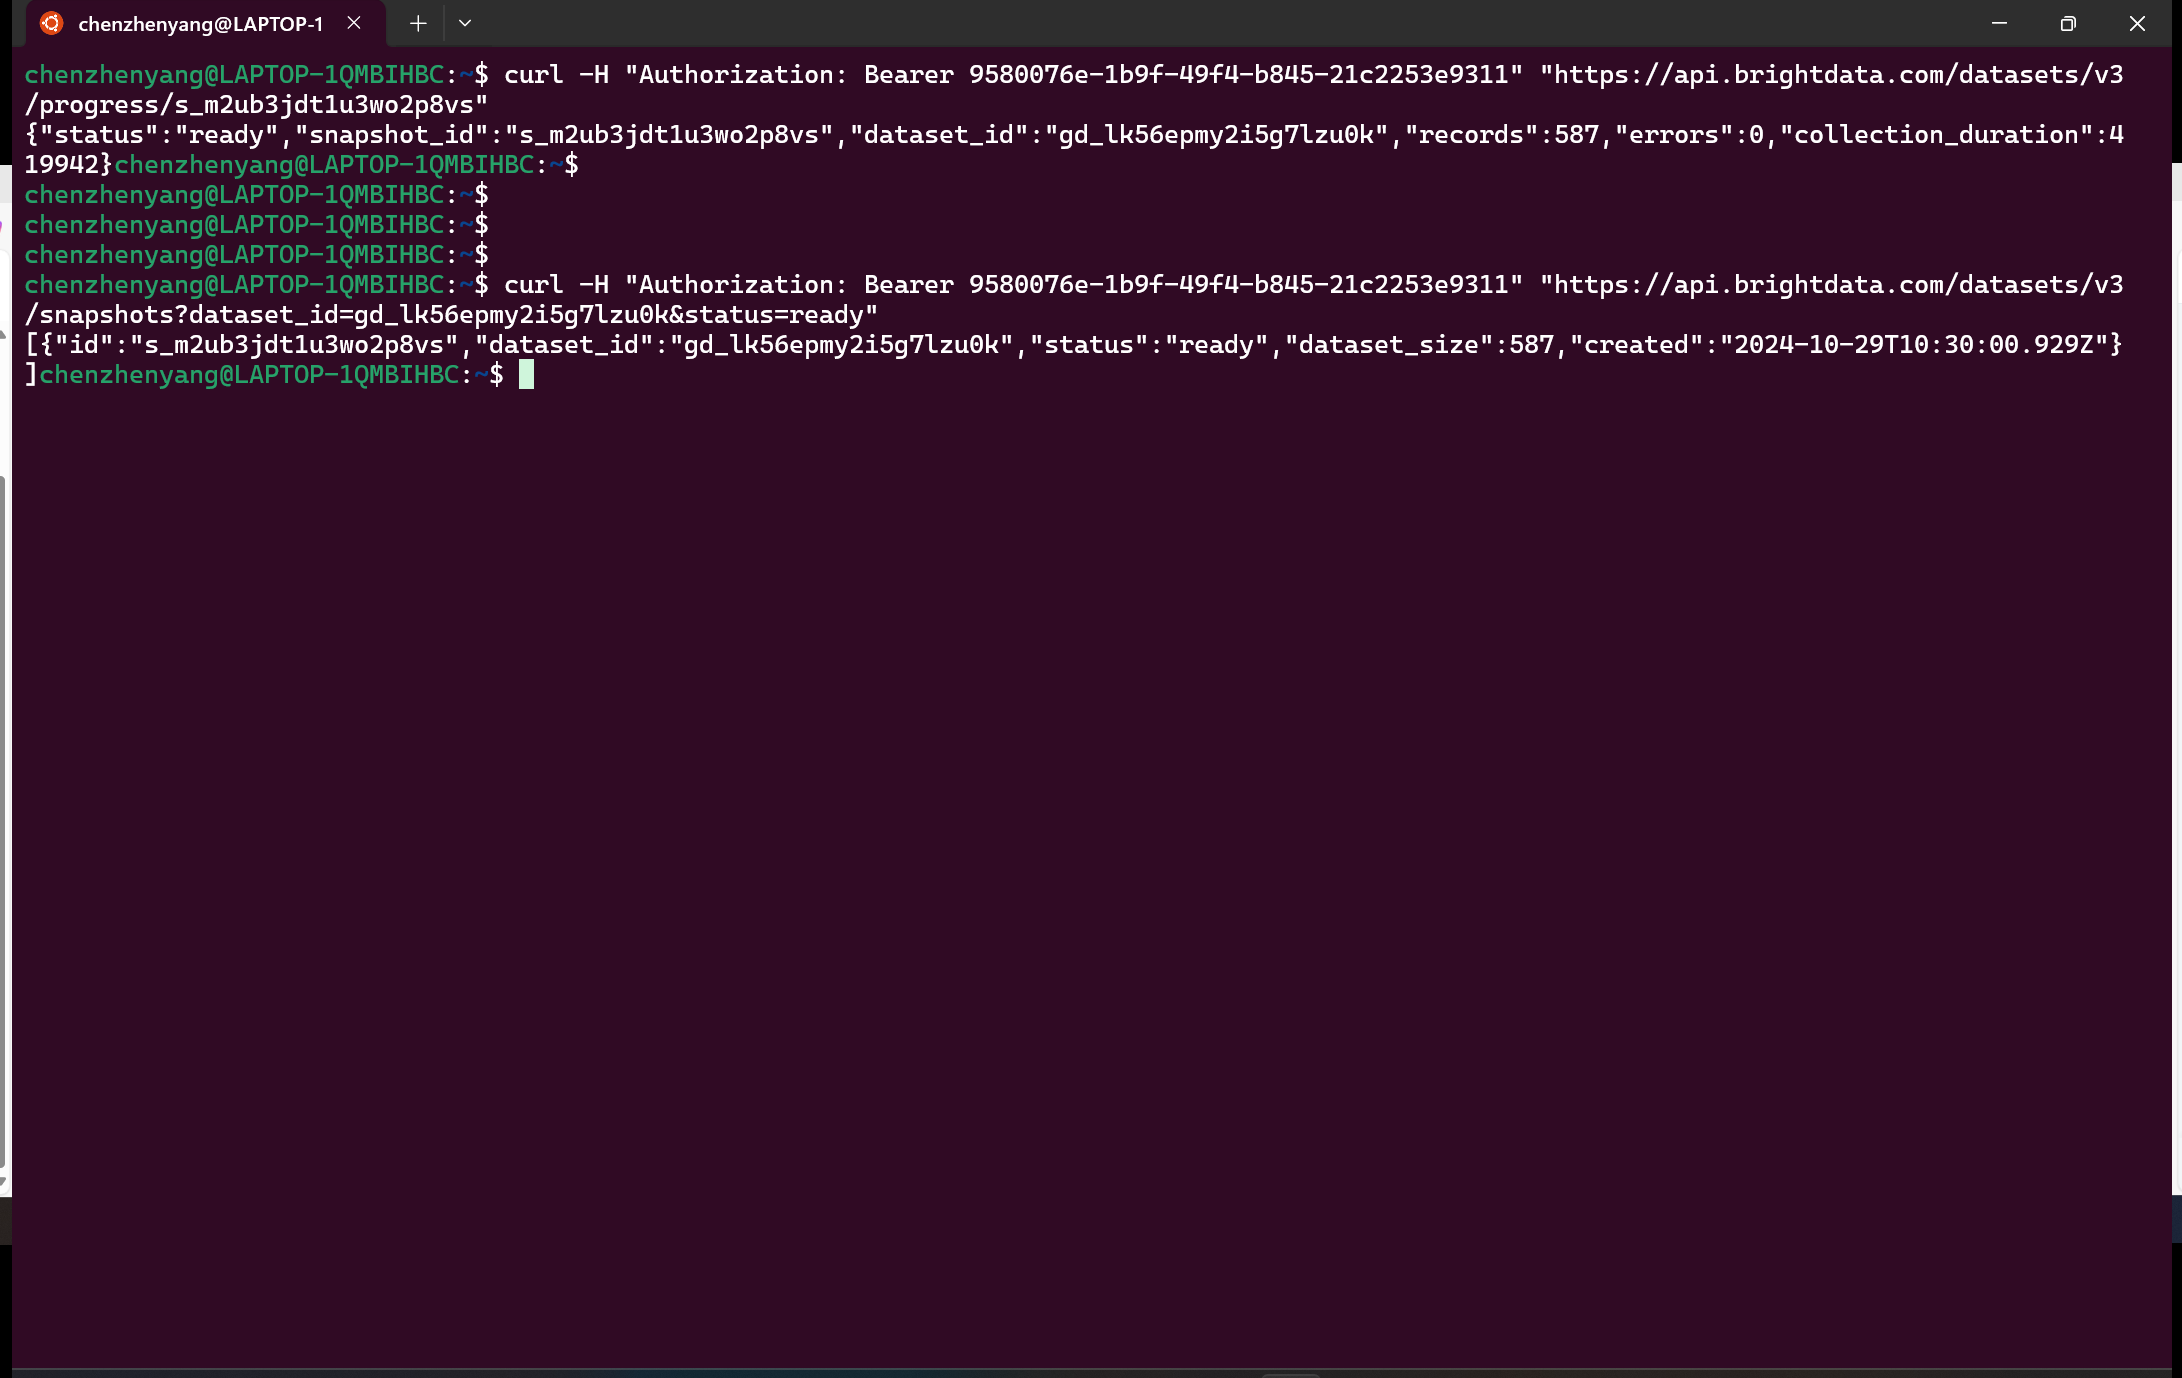 chenzhenyang@LAPTOP-1
chenzhenyang@LAPTOP-1QMBIHBC:~$ curl -H "Authorization: Bearer 9580076e-1b9f-49f4-b845-21c2253e9311" "https://api.brightdata.com/datasets/v3
/progress/s_m2ub3jdt1u3wo2p8vs"
{"status":"ready","snapshot_id":"s_m2ub3jdt1u3wo2p8vs","dataset_id":"gd_lk56epmy2i5g7lzu0k","records":587,"errors":0,"collection_duration":4
19942}chenzhenyang@LAPTOP-1QMBIHBC:~$
chenzhenyang@LAPTOP-1QMBIHBC:~$
chenzhenyang@LAPTOP-1QMBIHBC:~$
chenzhenyang@LAPTOP-1QMBIHBC:~$
chenzhenyang@LAPTOP-1QMBIHBC:~$ curl -H "Authorization: Bearer 9580076e-1b9f-49f4-b845-21c2253e9311" "https://api.brightdata.com/datasets/v3
/snapshots?dataset_id=gd_lk56epmy2i5g7lzu0k&status=ready"
[{"id":"s_m2ub3jdt1u3wo2p8vs","dataset_id":"gd_lk56epmy2i5g7lzu0k","status":"ready","dataset_size":587,"created":"2024-10-29T10:30:00.929Z"}
]chenzhenyang@LAPTOP-1QMBIHBC:~$